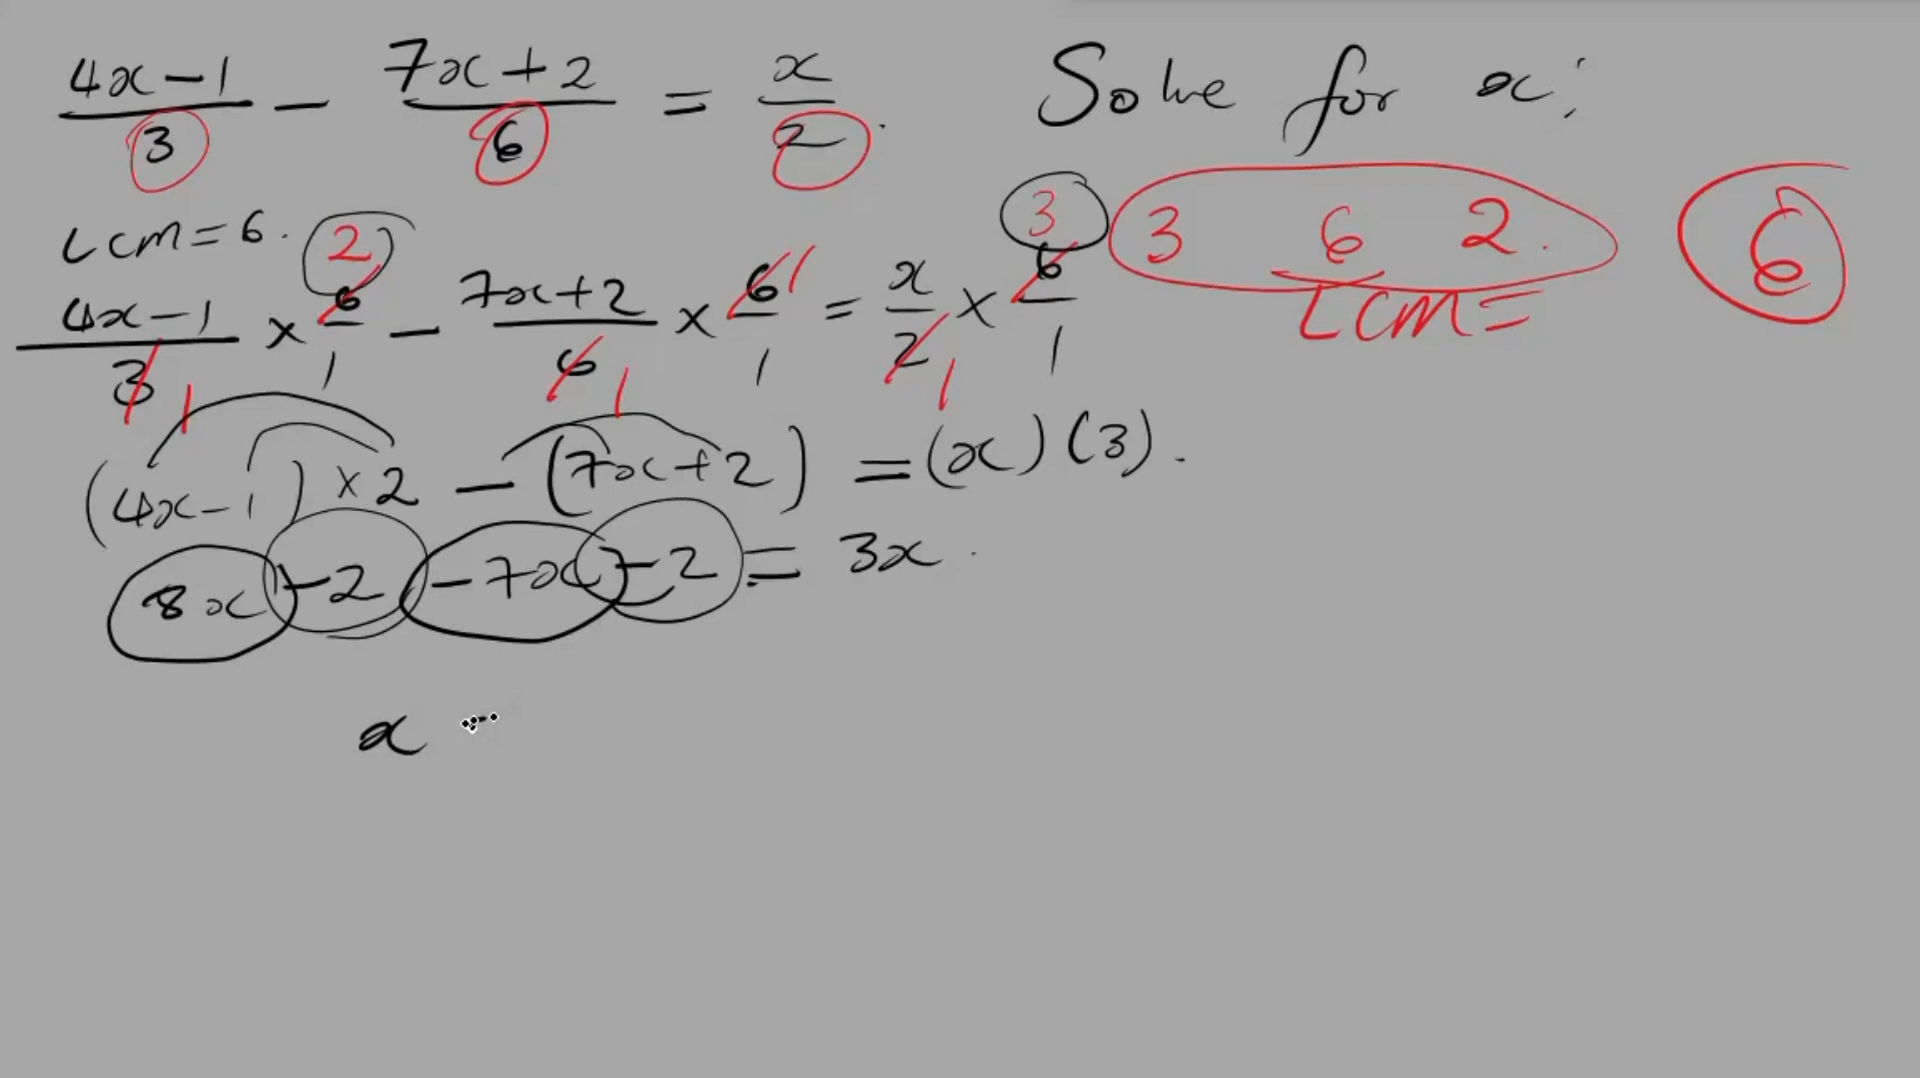 4x-1/3 - 7x+2/6 = x/2. Solve for x:
LCM = 6. 2 3 3 6 2. 6
LCM =
4x-1/3 1 × 6/1 - 7x+2/6 1 × 6 1/1 = x/2 1 × 6/1
(4x-1) × 2 - (7x+2) = (x)(3).
8x - 2 - 7x - 2 = 3x.
x